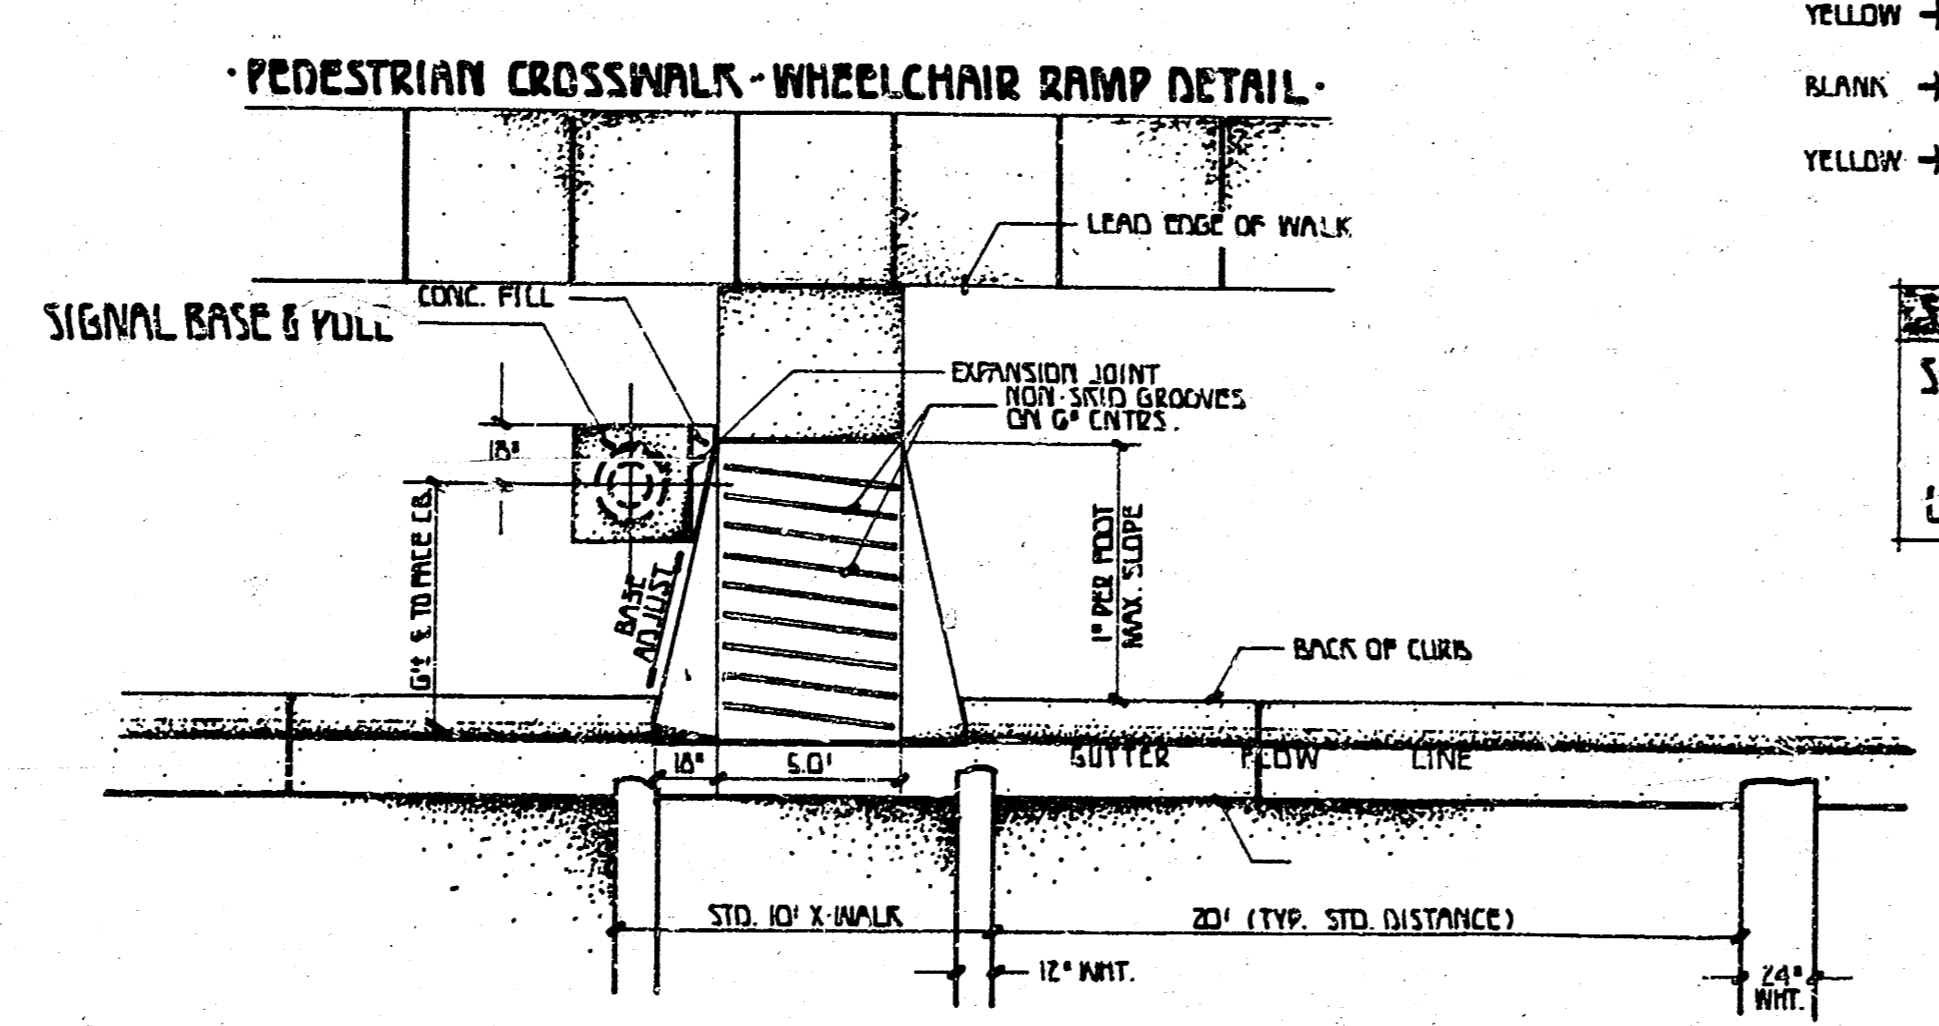 YELLOW
BLANK
YELLOW
· PEDESTRIAN CROSSWALK - WHEELCHAIR RAMP DETAIL ·
LEAD EDGE OF WALK
CONC. FILL
SIGNAL BASE & PULL
EXPANSION JOINT
NON-SKID GROOVES
ON 6" CNTRS.
18"
6'± ℄ TO FACE CB.
BASE
ADJUST
1" PER FOOT
MAX. SLOPE
BACK OF CURB
18"
5.0'
GUTTER FLOW LINE
STD. 10' X-WALK
20' (TYP. STD. DISTANCE)
12" WHT.
24"
WHT.